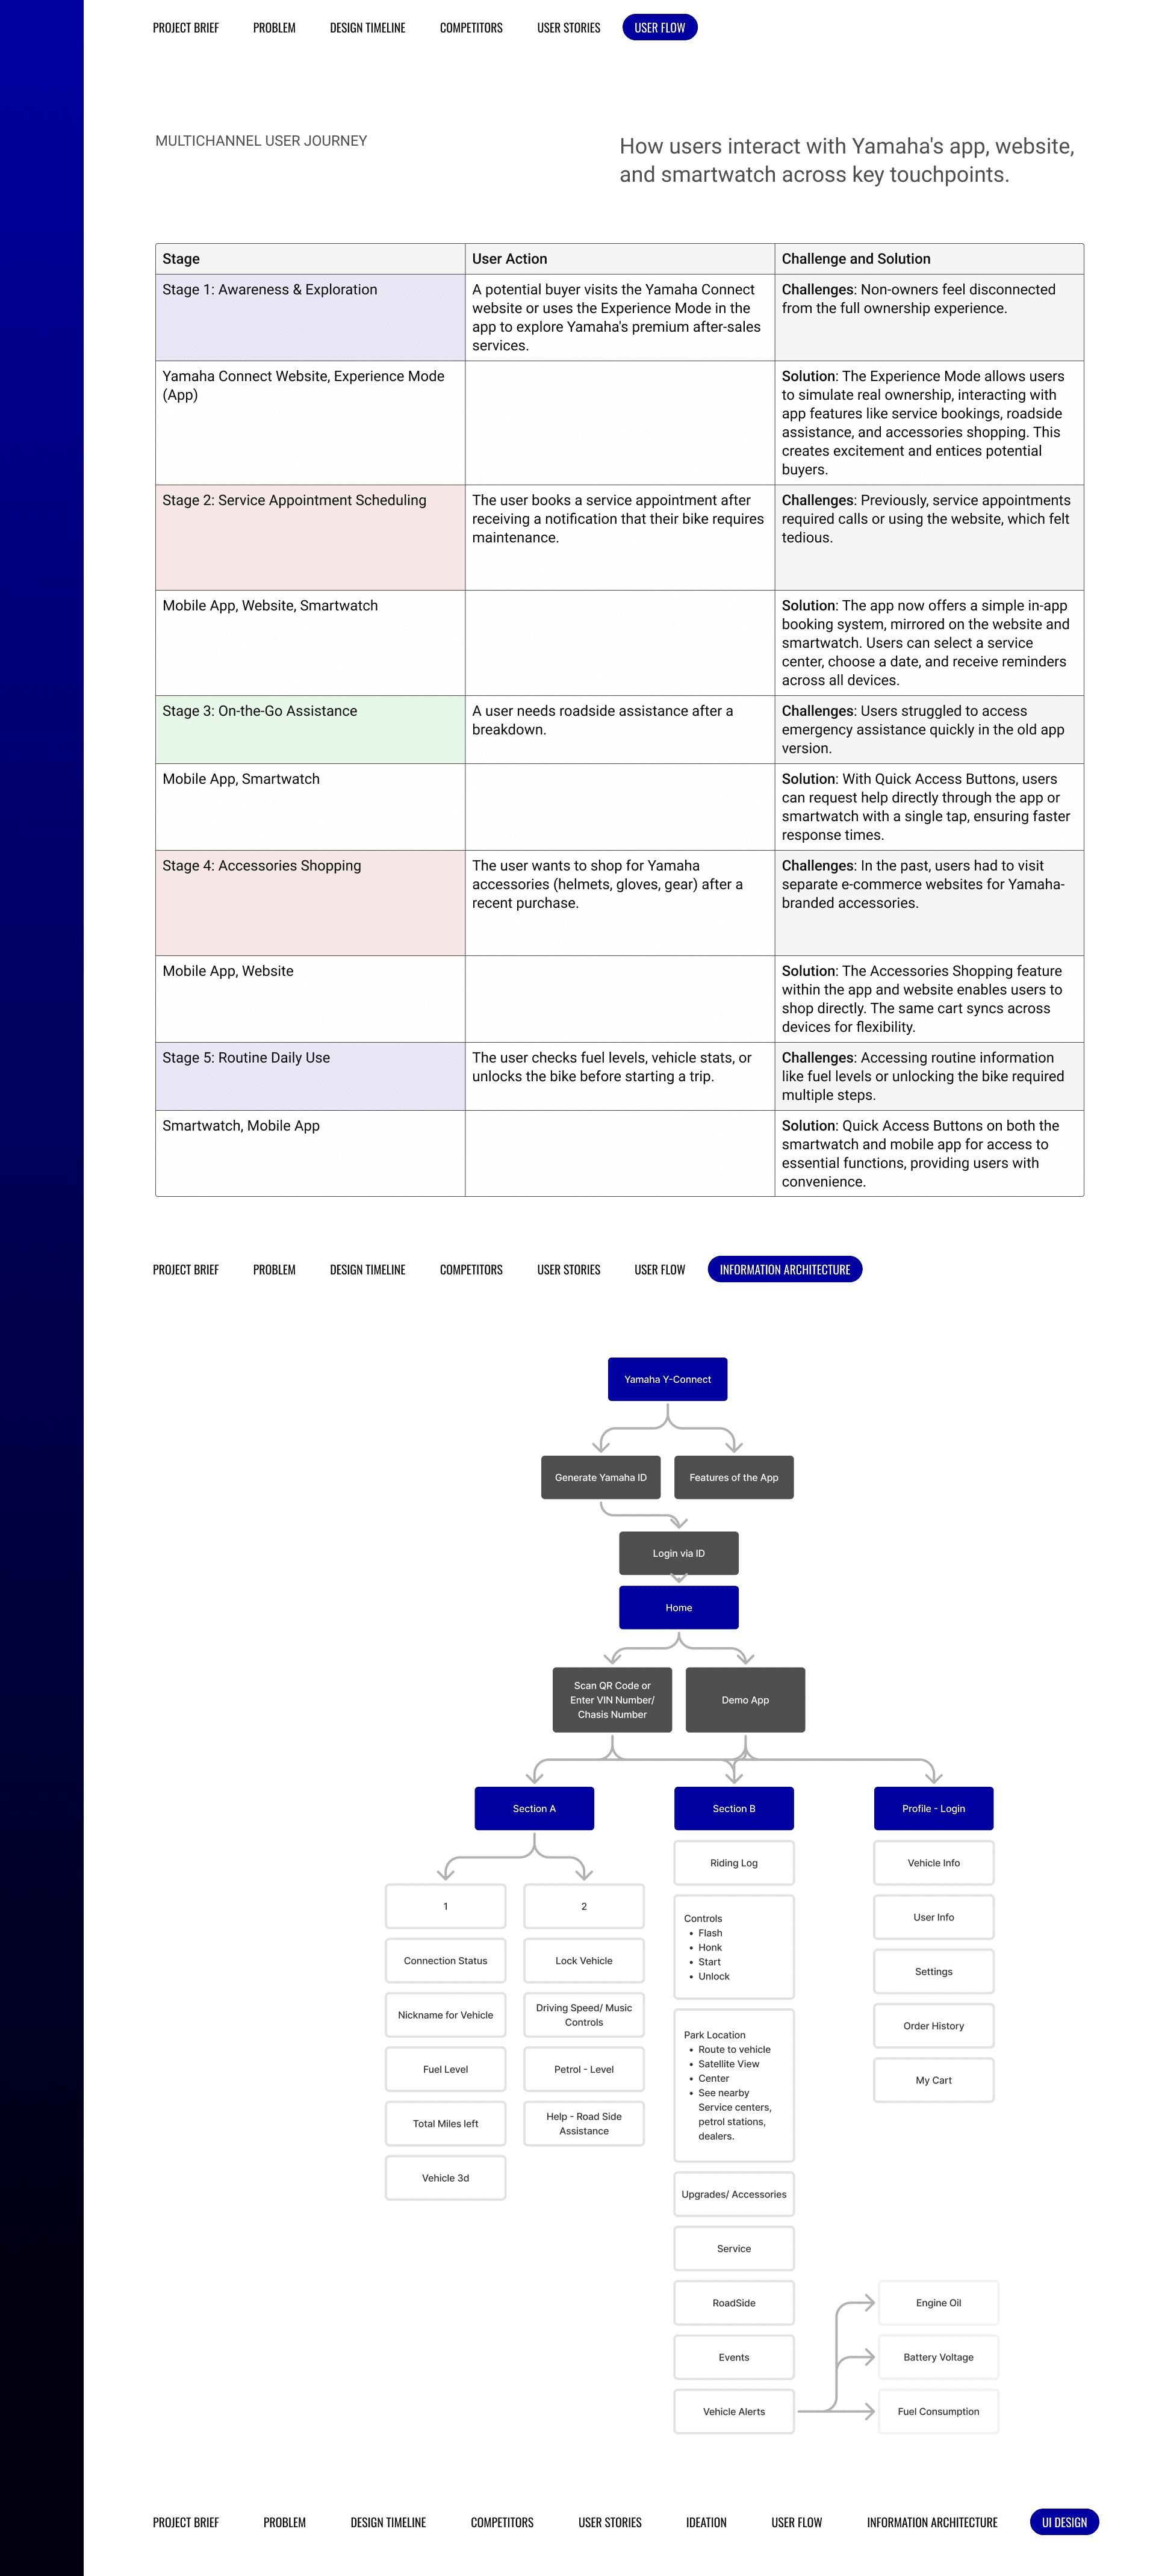 PROJECT BRIEF PROBLEM DESIGN TIMELINE COMPETITORS USER STORIES USER FLOW
MULTICHANNEL USER JOURNEY
How users interact with Yamaha's app, website,
and smartwatch across key touchpoints.
Stage User Action Challenge and Solution
Stage 1: Awareness & Exploration
A potential buyer visits the Yamaha Connect
website or uses the Experience Mode in the
app to explore Yamaha's premium after-sales
services.
Challenges: Non-owners feel disconnected
from the full ownership experience.
Yamaha Connect Website, Experience Mode
(App)
Solution: The Experience Mode allows users
to simulate real ownership, interacting with
app features like service bookings, roadside
assistance, and accessories shopping. This
creates excitement and entices potential
buyers.
Stage 2: Service Appointment Scheduling
The user books a service appointment after
receiving a notification that their bike requires
maintenance.
Challenges: Previously, service appointments
required calls or using the website, which felt
tedious.
Mobile App, Website, Smartwatch
Solution: The app now offers a simple in-app
booking system, mirrored on the website and
smartwatch. Users can select a service
center, choose a date, and receive reminders
across all devices.
Stage 3: On-the-Go Assistance
A user needs roadside assistance after a
breakdown.
Challenges: Users struggled to access
emergency assistance quickly in the old app
version.
Mobile App, Smartwatch
Solution: With Quick Access Buttons, users
can request help directly through the app or
smartwatch with a single tap, ensuring faster
response times.
Stage 4: Accessories Shopping
The user wants to shop for Yamaha
accessories (helmets, gloves, gear) after a
recent purchase.
Challenges: In the past, users had to visit
separate e-commerce websites for Yamaha-
branded accessories.
Mobile App, Website
Solution: The Accessories Shopping feature
within the app and website enables users to
shop directly. The same cart syncs across
devices for flexibility.
Stage 5: Routine Daily Use
The user checks fuel levels, vehicle stats, or
unlocks the bike before starting a trip.
Challenges: Accessing routine information
like fuel levels or unlocking the bike required
multiple steps.
Smartwatch, Mobile App
Solution: Quick Access Buttons on both the
smartwatch and mobile app for access to
essential functions, providing users with
convenience.
PROJECT BRIEF PROBLEM DESIGN TIMELINE COMPETITORS USER STORIES USER FLOW INFORMATION ARCHITECTURE
Yamaha Y-Connect
Generate Yamaha ID
Features of the App
Login via ID
Home
Scan QR Code or
Enter VIN Number/
Chasis Number
Demo App
Section A
Section B
Profile - Login
1
Connection Status
Nickname for Vehicle
Fuel Level
Total Miles left
Vehicle 3d
2
Lock Vehicle
Driving Speed/ Music
Controls
Petrol - Level
Help - Road Side
Assistance
Riding Log
Controls
• Flash
• Honk
• Start
• Unlock
Park Location
• Route to vehicle
• Satellite View
• Center
• See nearby
Service centers,
petrol stations,
dealers.
Upgrades/ Accessories
Service
RoadSide
Events
Vehicle Alerts
Vehicle Info
User Info
Settings
Order History
My Cart
Engine Oil
Battery Voltage
Fuel Consumption
PROJECT BRIEF PROBLEM DESIGN TIMELINE COMPETITORS USER STORIES IDEATION USER FLOW INFORMATION ARCHITECTURE UI DESIGN